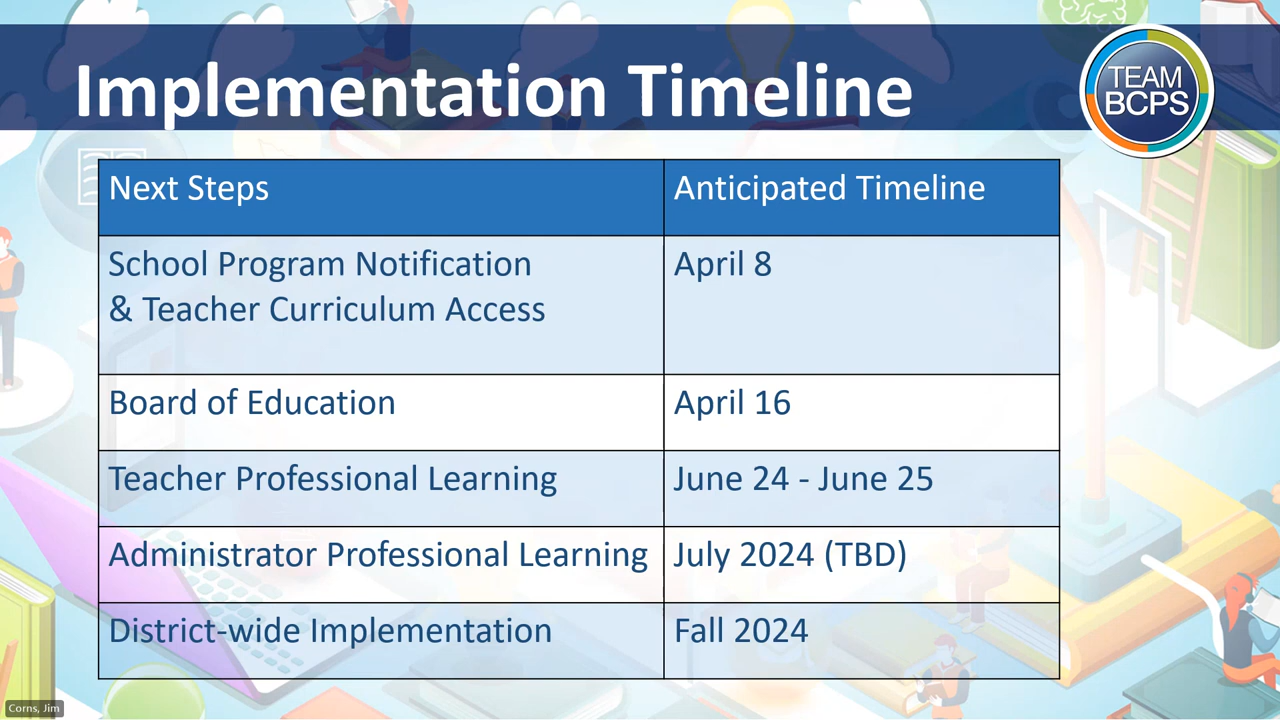 Implementation Timeline
TEAM
BCPS
Next Steps
Anticipated Timeline
School Program Notification
& Teacher Curriculum Access
April 8
Board of Education
April 16
Teacher Professional Learning
June 24 - June 25
Administrator Professional Learning
July 2024 (TBD)
District-wide Implementation
Fall 2024
Corns, Jim